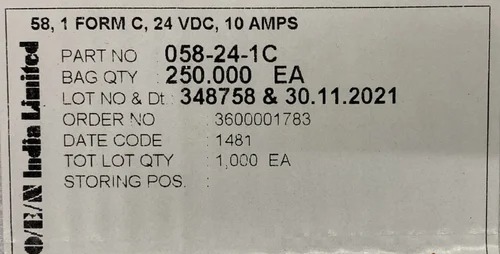 58, 1 FORM C, 24 VDC, 10 AMPS
PART NO : 058-24-1C
BAG QTY : 250.000 EA
LOT NO & Dt : 348758 & 30.11.2021
ORDER NO : 3600001783
DATE CODE : 1481
TOT LOT QTY : 1,000 EA
STORING POS. :
O/E/N India Limited